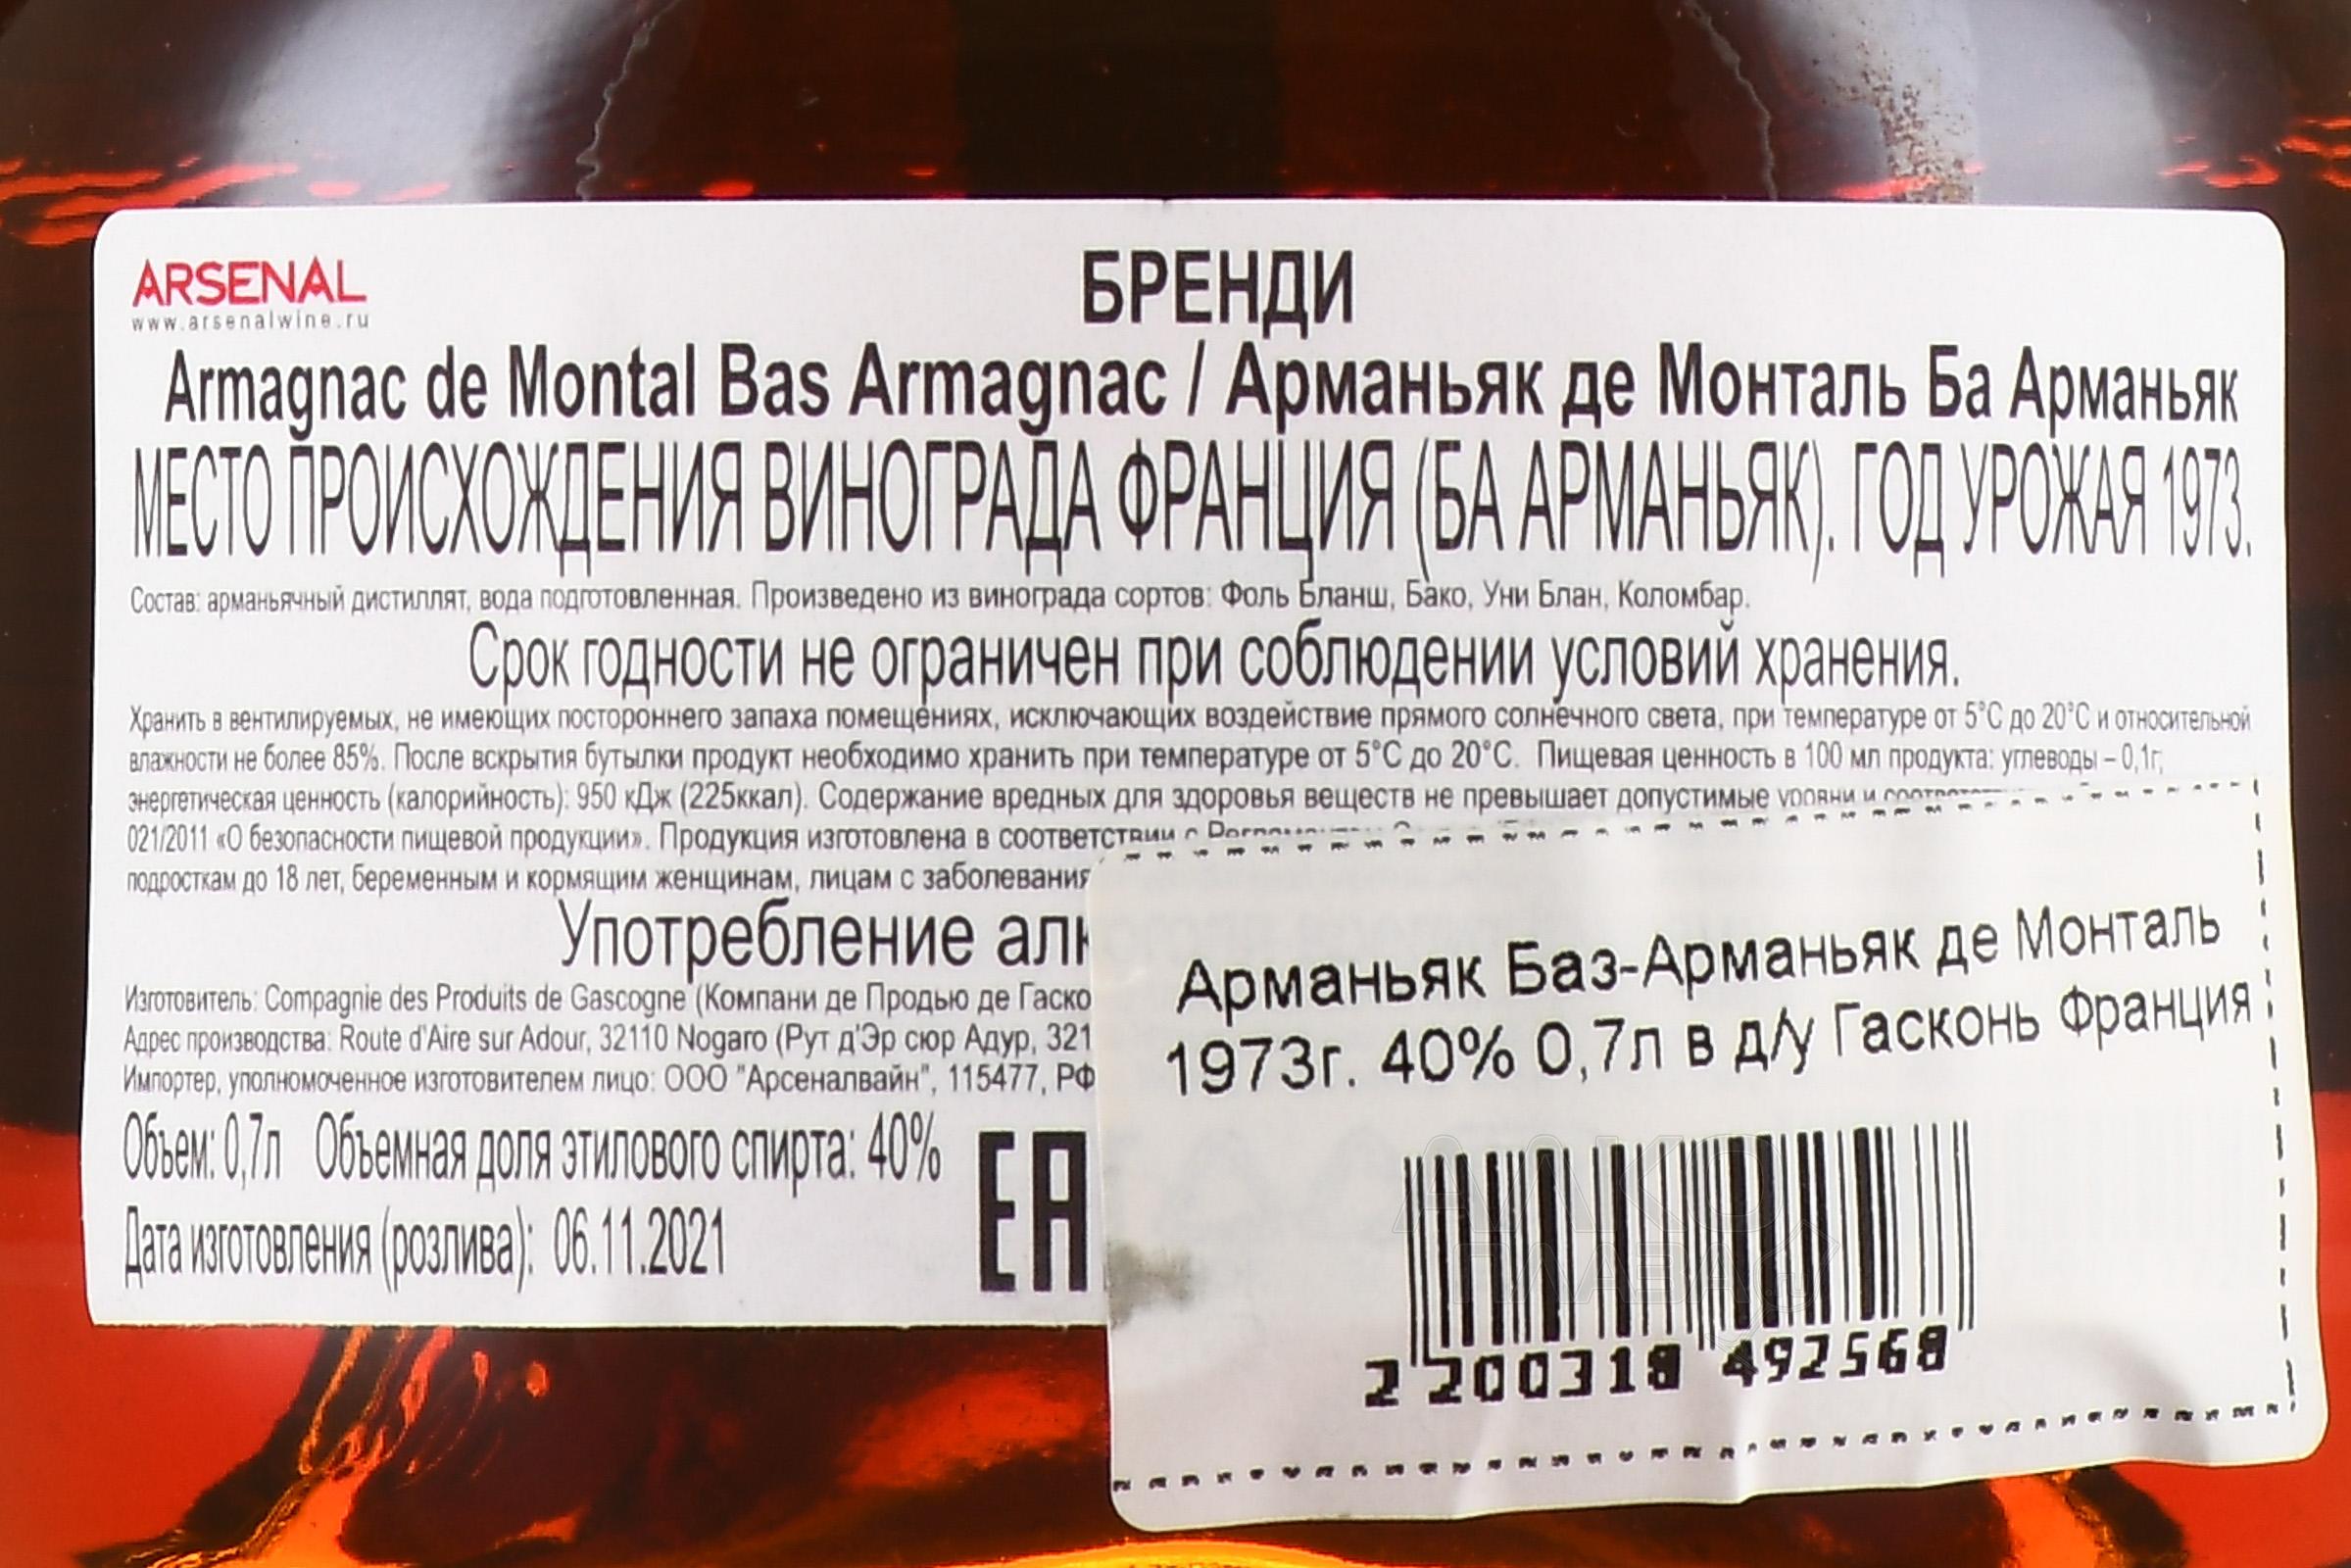 ARSENAL
www.arsenalwine.ru
БРЕНДИ
Armagnac de Montal Bas Armagnac / Арманьяк де Монталь Ба Арманьяк
МЕСТО ПРОИСХОЖДЕНИЯ ВИНОГРАДА ФРАНЦИЯ (БА АРМАНЬЯК). ГОД УРОЖАЯ 1973.
Состав: арманьячный дистиллят, вода подготовленная. Произведено из винограда сортов: Фоль Бланш, Бако, Уни Блан, Коломбар.
Срок годности не ограничен при соблюдении условий хранения.
Хранить в вентилируемых, не имеющих постороннего запаха помещениях, исключающих воздействие прямого солнечного света, при температуре от 5°С до 20°С и относительной
влажности не более 85%. После вскрытия бутылки продукт необходимо хранить при температуре от 5°С до 20°С. Пищевая ценность в 100 мл продукта: углеводы – 0,1г;
энергетическая ценность (калорийность): 950 кДж (225ккал). Содержание вредных для здоровья веществ не превышает допустимые уровни и
021/2011 «О безопасности пищевой продукции». Продукция изготовлена в соответствии с
подросткам до 18 лет, беременным и кормящим женщинам, лицам с заболевания
Употребление алк
Изготовитель: Compagnie des Produits de Gascogne (Компани де Продью де Гаско
Адрес производства: Route d'Aire sur Adour, 32110 Nogaro (Рут д'Эр сюр Адур, 321
Импортер, уполномоченное изготовителем лицо: ООО "Арсеналвайн", 115477, РФ
Объем: 0,7л Объемная доля этилового спирта: 40%
Дата изготовления (розлива): 06.11.2021
EAC
Арманьяк Баз-Арманьяк де Монталь
1973г. 40% 0,7л в д/у Гасконь Франция
АЛКО
ПЛАВА
2 200318 492568